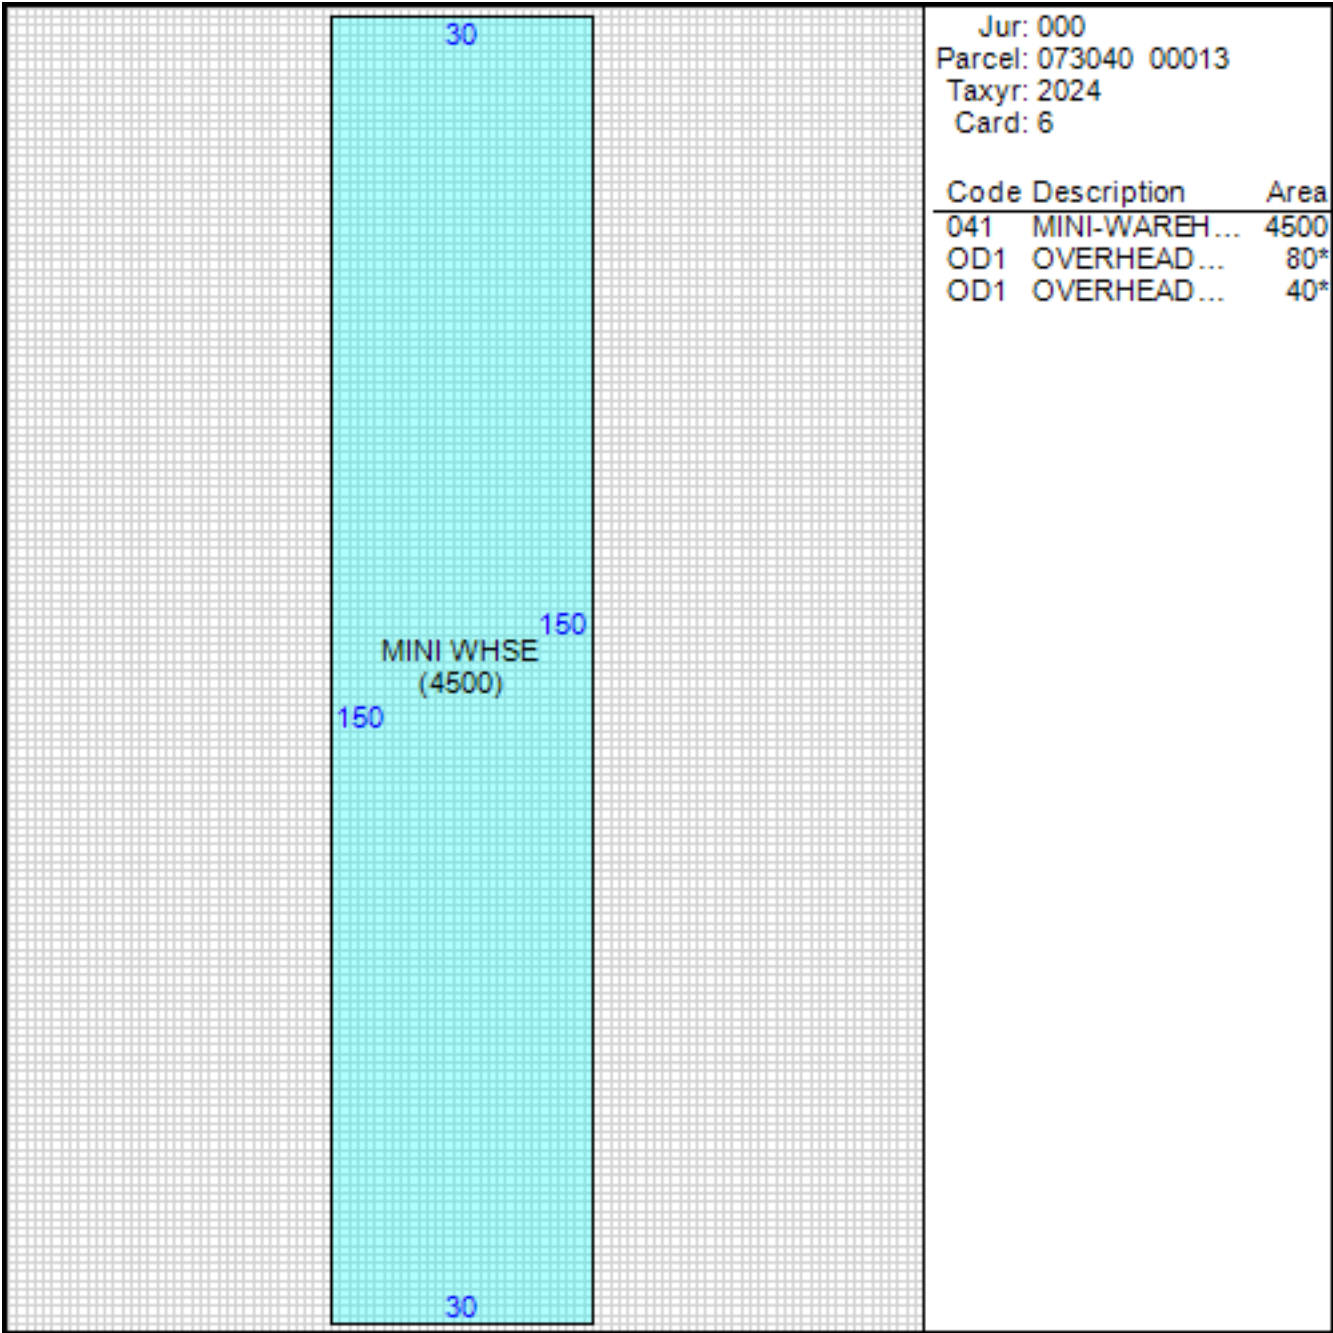 30
150
MINI WHSE
(4500)
150
30
Jur: 000
Parcel: 073040 00013
Taxyr: 2024
Card: 6
Code Description Area
041 MINI-WAREH... 4500
OD1 OVERHEAD... 80*
OD1 OVERHEAD... 40*